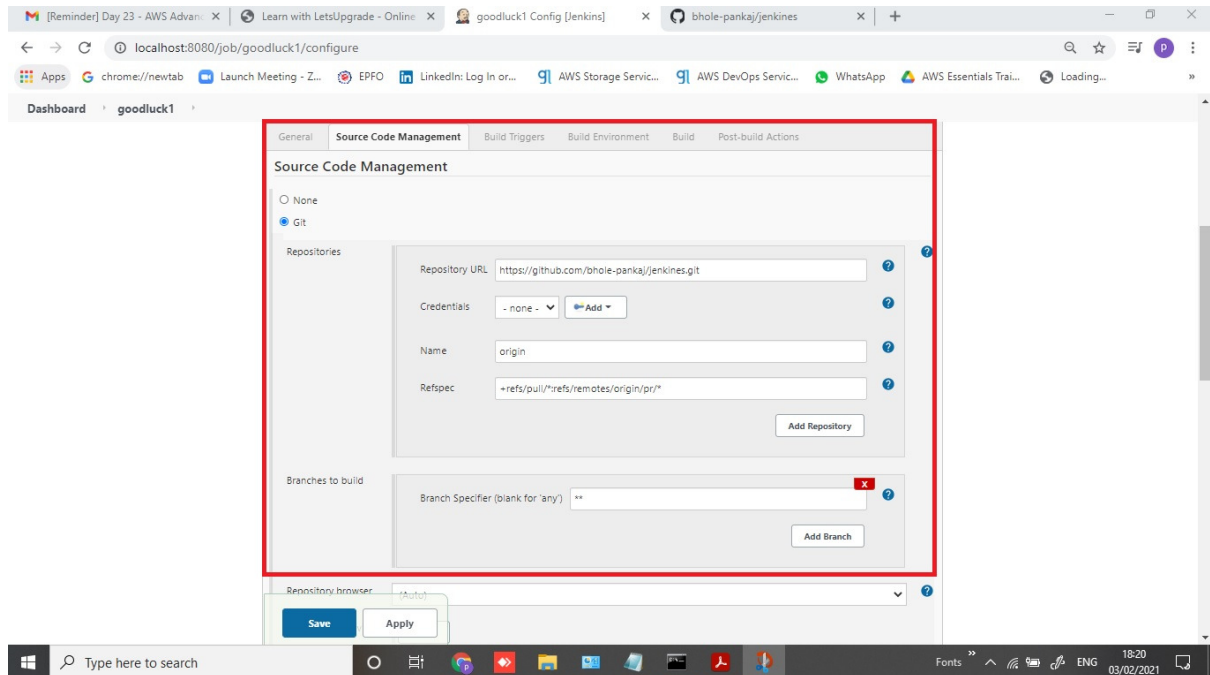 [Reminder] Day 23 - AWS Advanc
Learn with LetsUpgrade - Online
goodluck1 Config [Jenkins]
bhole-pankaj/jenkines
localhost:8080/job/goodluck1/configure
P
Apps
chrome://newtab
Launch Meeting - Z...
EPFO
LinkedIn: Log In or...
AWS Storage Servic...
AWS DevOps Servic...
WhatsApp
AWS Essentials Trai...
Loading...
»
Dashboard
goodluck1
General
Source Code Management
Build Triggers
Build Environment
Build
Post-build Actions
Source Code Management
None
Git
Repositories
Repository URL
https://github.com/bhole-pankaj/jenkines.git
Credentials
- none -
Add
Name
origin
Refspec
+refs/pull/*:refs/remotes/origin/pr/*
Add Repository
Branches to build
X
Branch Specifier (blank for 'any')
**
Add Branch
Repository browser
(Auto)
Save
Apply
Type here to search
Fonts
»
ENG
18:20
03/02/2021